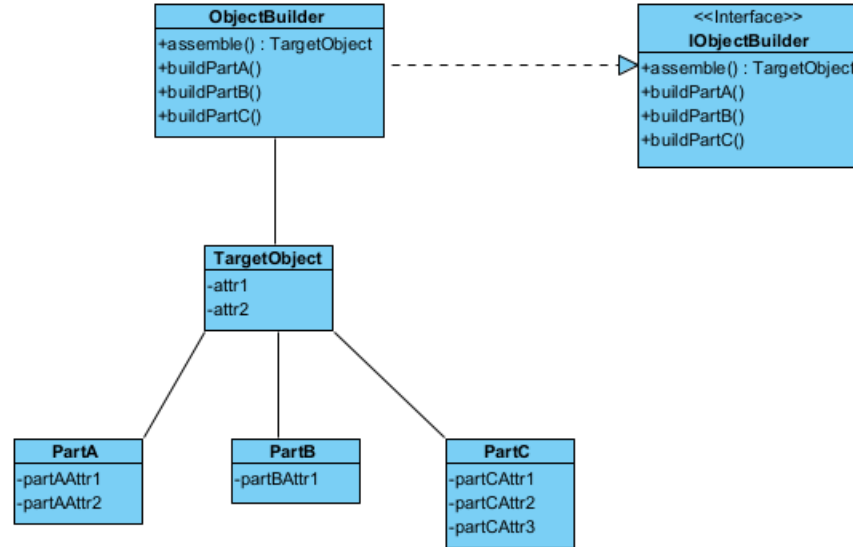 ObjectBuilder
+assemble() : TargetObject
+buildPartA()
+buildPartB()
+buildPartC()
<<Interface>>
IObjectBuilder
+assemble() : TargetObject
+buildPartA()
+buildPartB()
+buildPartC()
TargetObject
-attr1
-attr2
PartA
-partAAttr1
-partAAttr2
PartB
-partBAttr1
PartC
-partCAttr1
-partCAttr2
-partCAttr3